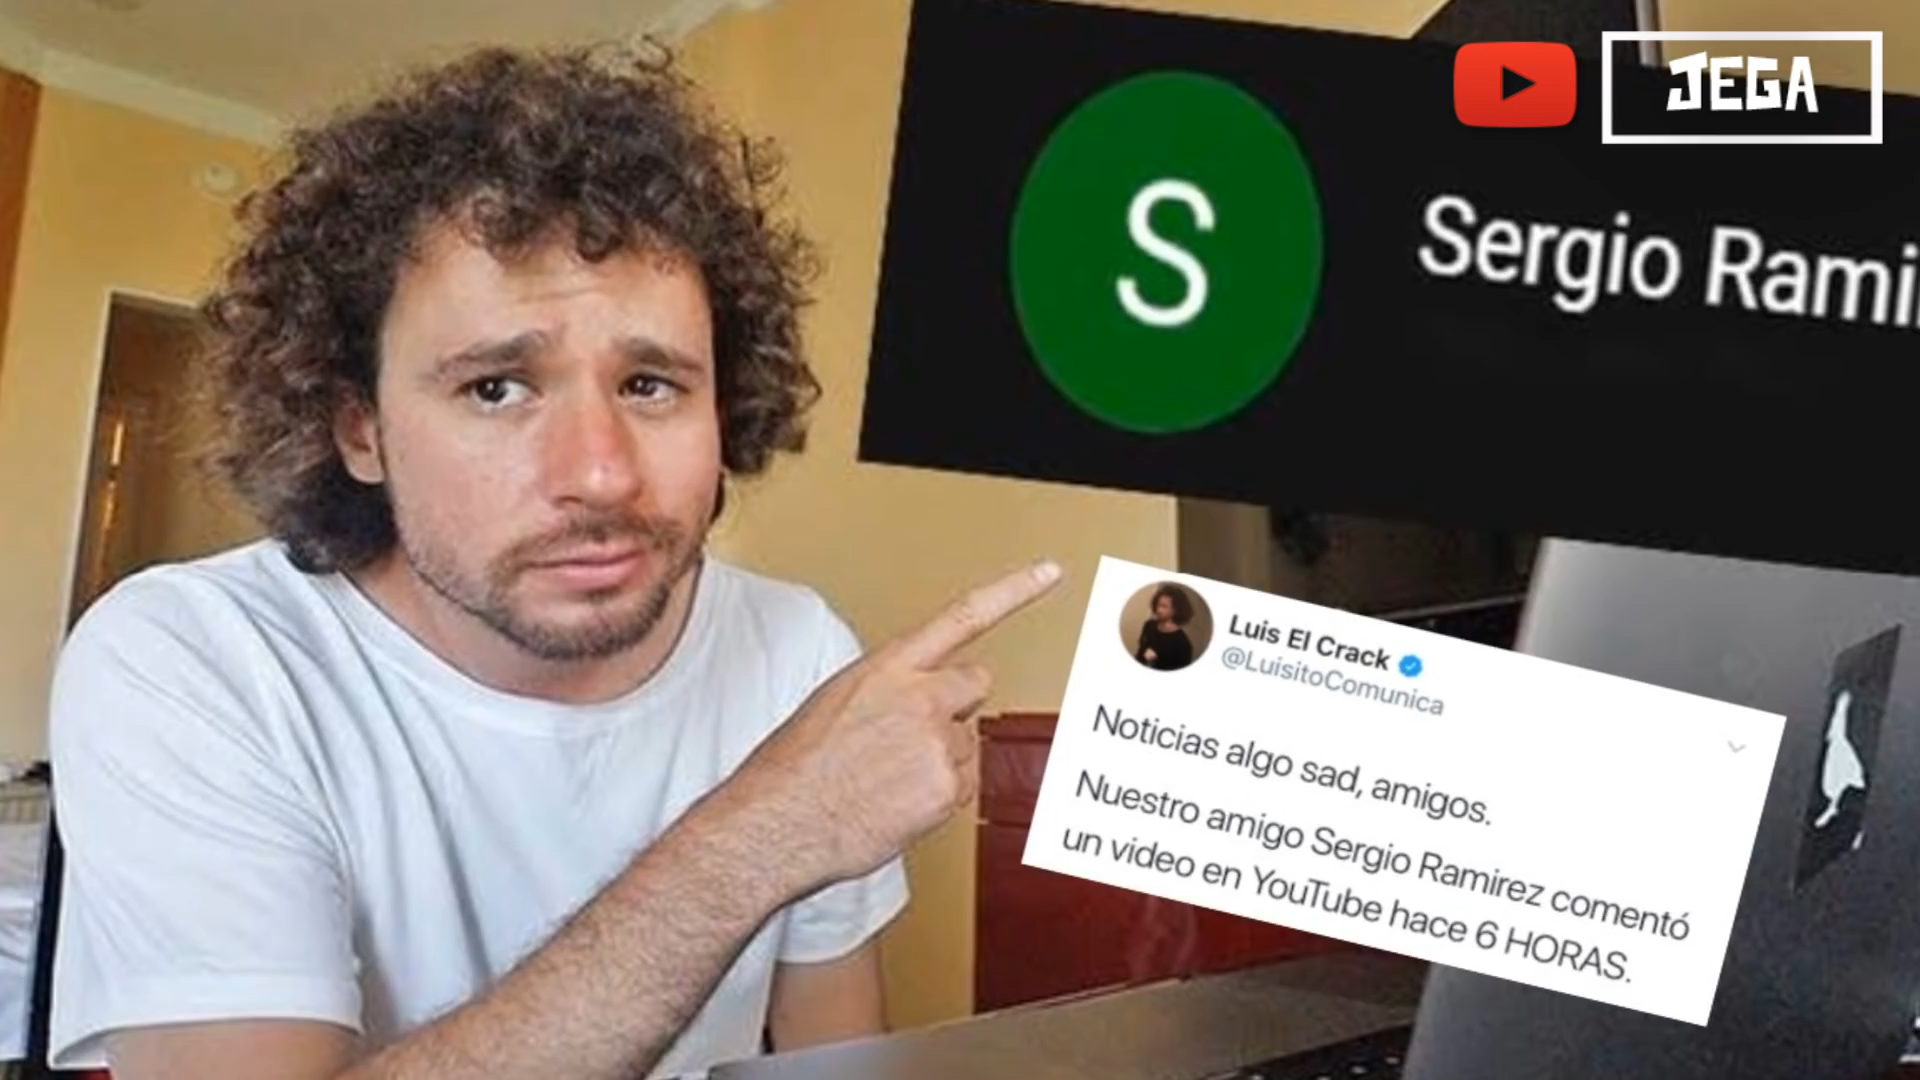 JEGA
S
Sergio Rami
Luis El Crack
@LuisitoComunica
Noticias algo sad, amigos.
Nuestro amigo Sergio Ramirez comentó
un video en YouTube hace 6 HORAS.